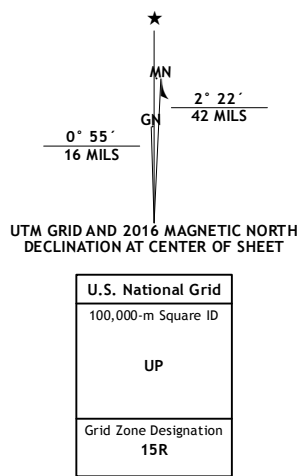 ★
MN
2° 22´
42 MILS
GN
0° 55´
16 MILS
UTM GRID AND 2016 MAGNETIC NORTH
DECLINATION AT CENTER OF SHEET
U.S. National Grid
100,000-m Square ID
UP
Grid Zone Designation
15R